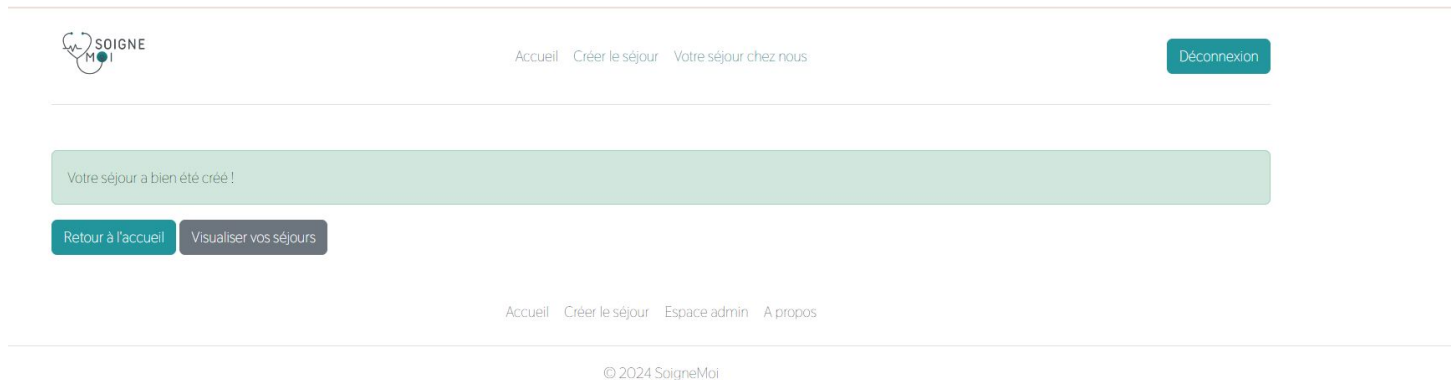 SOIGNE
MOI
Accueil Créer le séjour Votre séjour chez nous
Déconnexion
Votre séjour a bien été créé !
Retour à l'accueil Visualiser vos séjours
Accueil Créer le séjour Espace admin A propos
© 2024 SoigneMoi